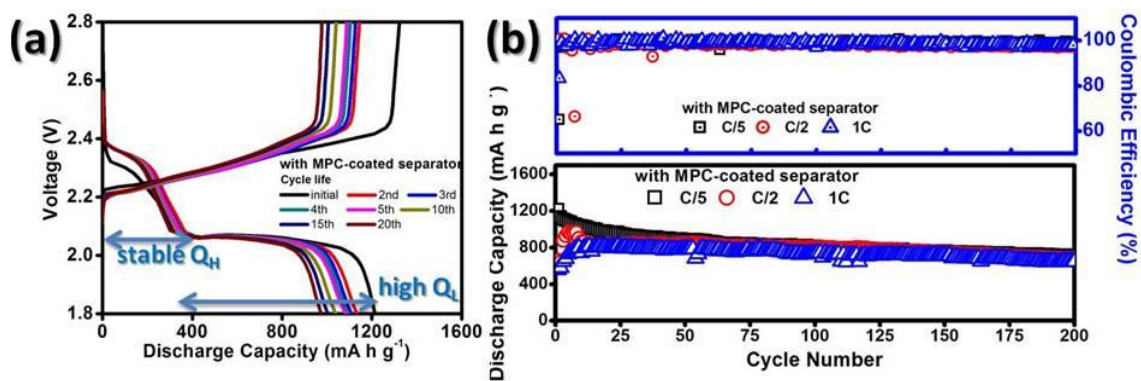 (a)
2.8
2.6
2.4
2.2
2.0
1.8
Voltage (V)
with MPC-coated separator
Cycle life
initial 2nd 3rd
4th 5th 10th
15th 20th
stable QH
high QL
0 400 800 1200 1600
Discharge Capacity (mA h g-1)
(b)
100
80
60
Coulombic Efficiency (%)
with MPC-coated separator
C/5 C/2 1C
1600
1200
800
400
0
Discharge Capacity (mA h g-)
with MPC-coated separator
C/5 C/2 1C
0 25 50 75 100 125 150 175 200
Cycle Number